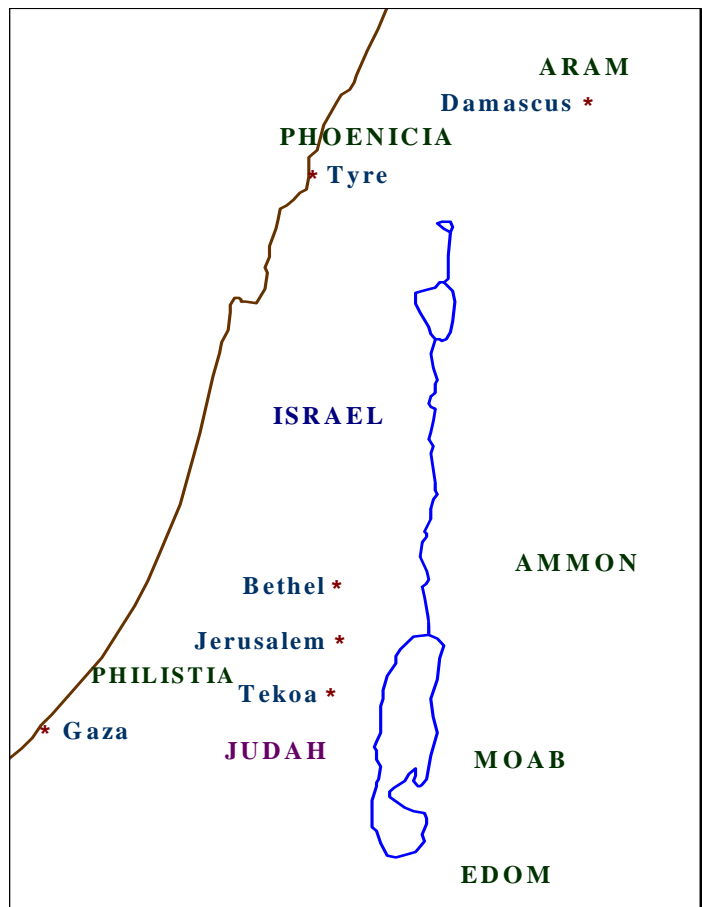 ARAM
Damascus *
PHOENICIA
* Tyre
ISRAEL
AMMON
Bethel *
Jerusalem *
PHILISTIA
Tekoa *
* Gaza
JUDAH
MOAB
EDOM